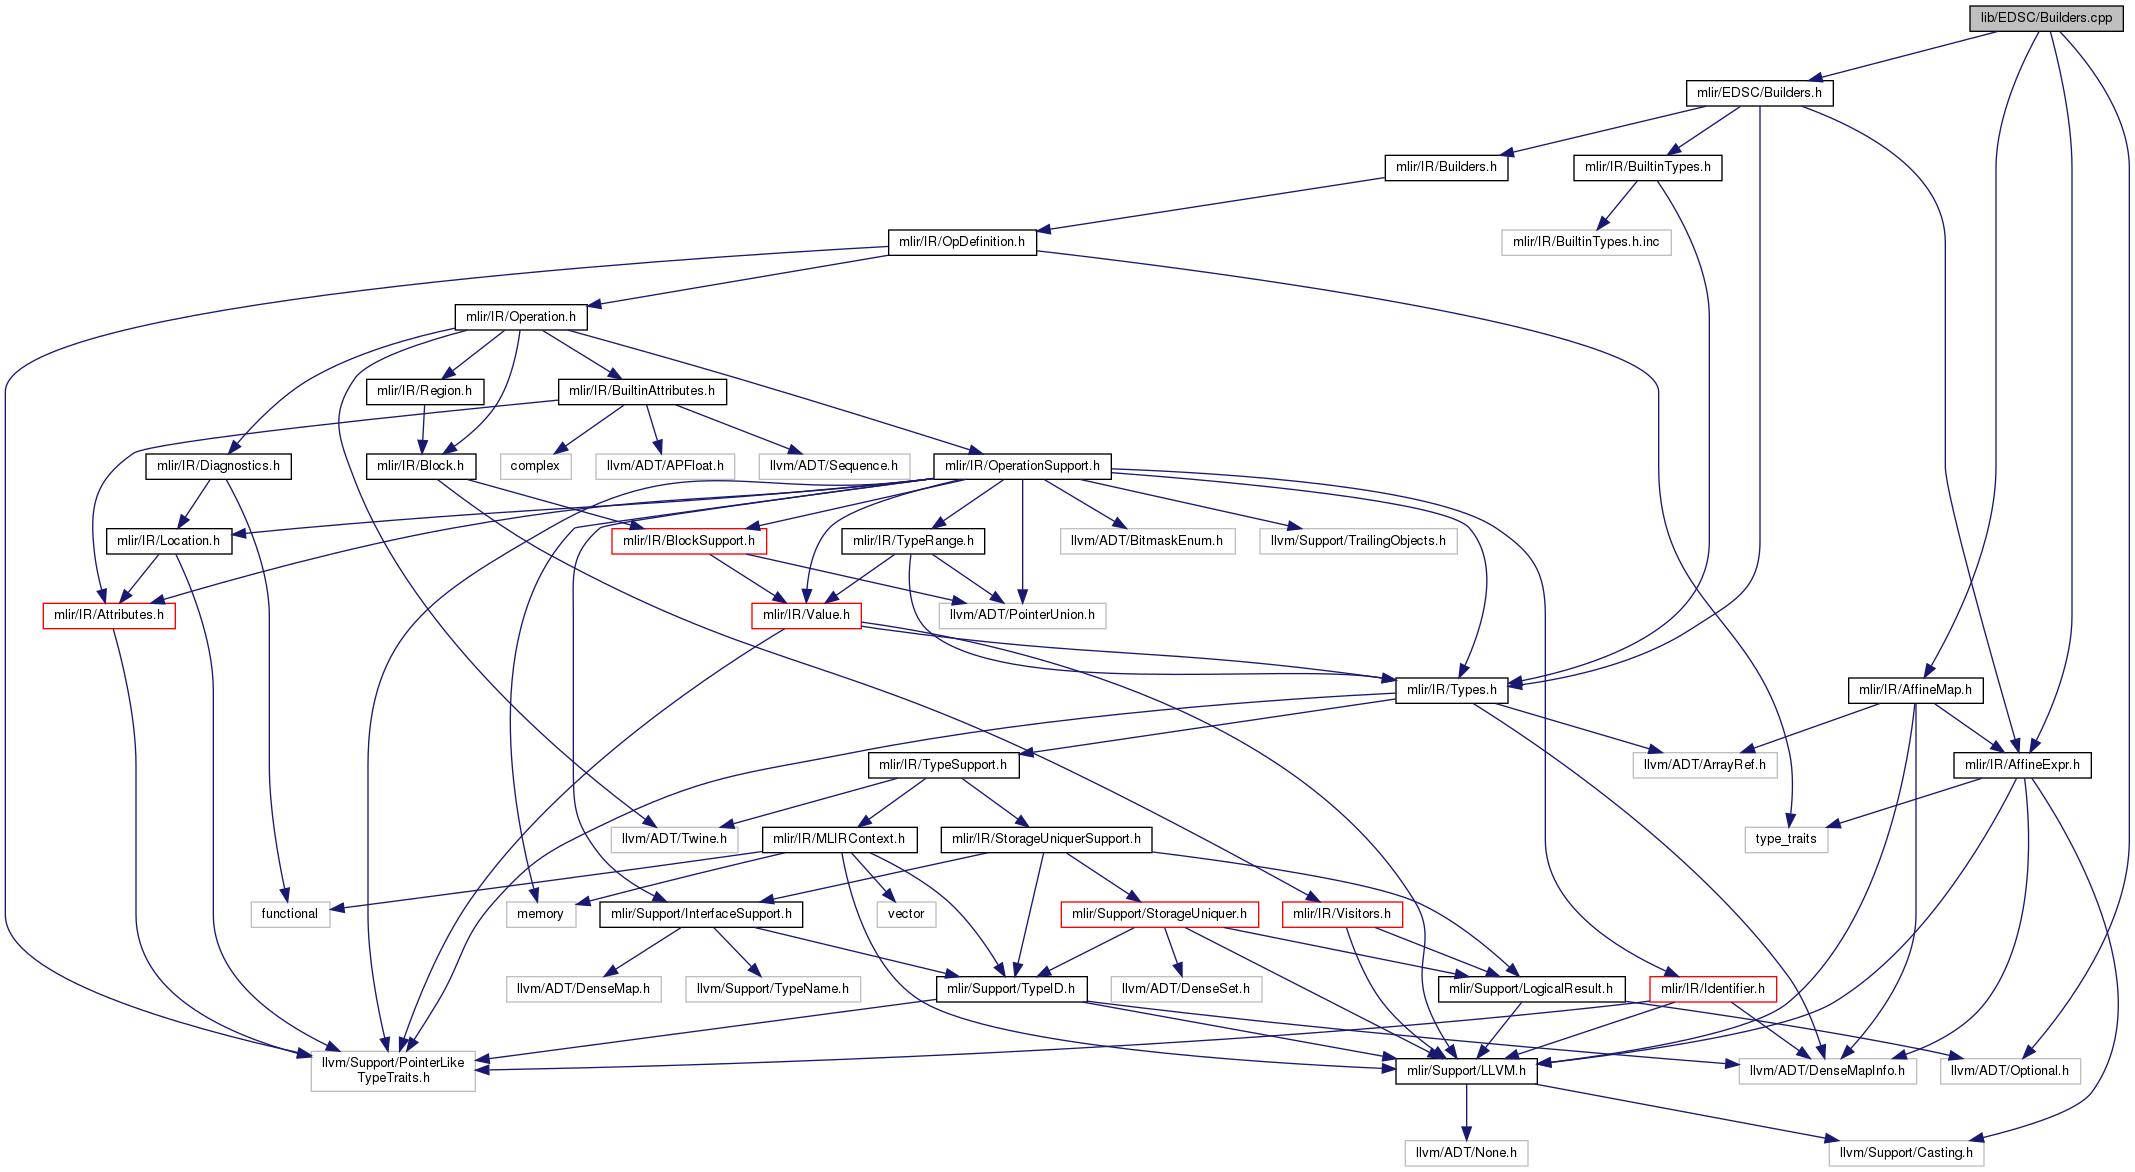 lib/EDSC/Builders.cpp
mlir/EDSC/Builders.h
mlir/IR/Builders.h
mlir/IR/BuiltinTypes.h
mlir/IR/OpDefinition.h
mlir/IR/BuiltinTypes.h.inc
mlir/IR/Operation.h
mlir/IR/Region.h
mlir/IR/BuiltinAttributes.h
mlir/IR/Diagnostics.h
mlir/IR/Block.h
complex
llvm/ADT/APFloat.h
llvm/ADT/Sequence.h
mlir/IR/OperationSupport.h
mlir/IR/Location.h
mlir/IR/BlockSupport.h
mlir/IR/TypeRange.h
llvm/ADT/BitmaskEnum.h
llvm/Support/TrailingObjects.h
mlir/IR/Attributes.h
mlir/IR/Value.h
llvm/ADT/PointerUnion.h
mlir/IR/Types.h
mlir/IR/AffineMap.h
mlir/IR/TypeSupport.h
llvm/ADT/ArrayRef.h
mlir/IR/AffineExpr.h
llvm/ADT/Twine.h
mlir/IR/MLIRContext.h
mlir/IR/StorageUniquerSupport.h
type_traits
functional
memory
mlir/Support/InterfaceSupport.h
vector
mlir/Support/StorageUniquer.h
mlir/IR/Visitors.h
llvm/ADT/DenseMap.h
llvm/Support/TypeName.h
mlir/Support/TypeID.h
llvm/ADT/DenseSet.h
mlir/Support/LogicalResult.h
mlir/IR/Identifier.h
llvm/Support/PointerLike
TypeTraits.h
mlir/Support/LLVM.h
llvm/ADT/DenseMapInfo.h
llvm/ADT/Optional.h
llvm/ADT/None.h
llvm/Support/Casting.h